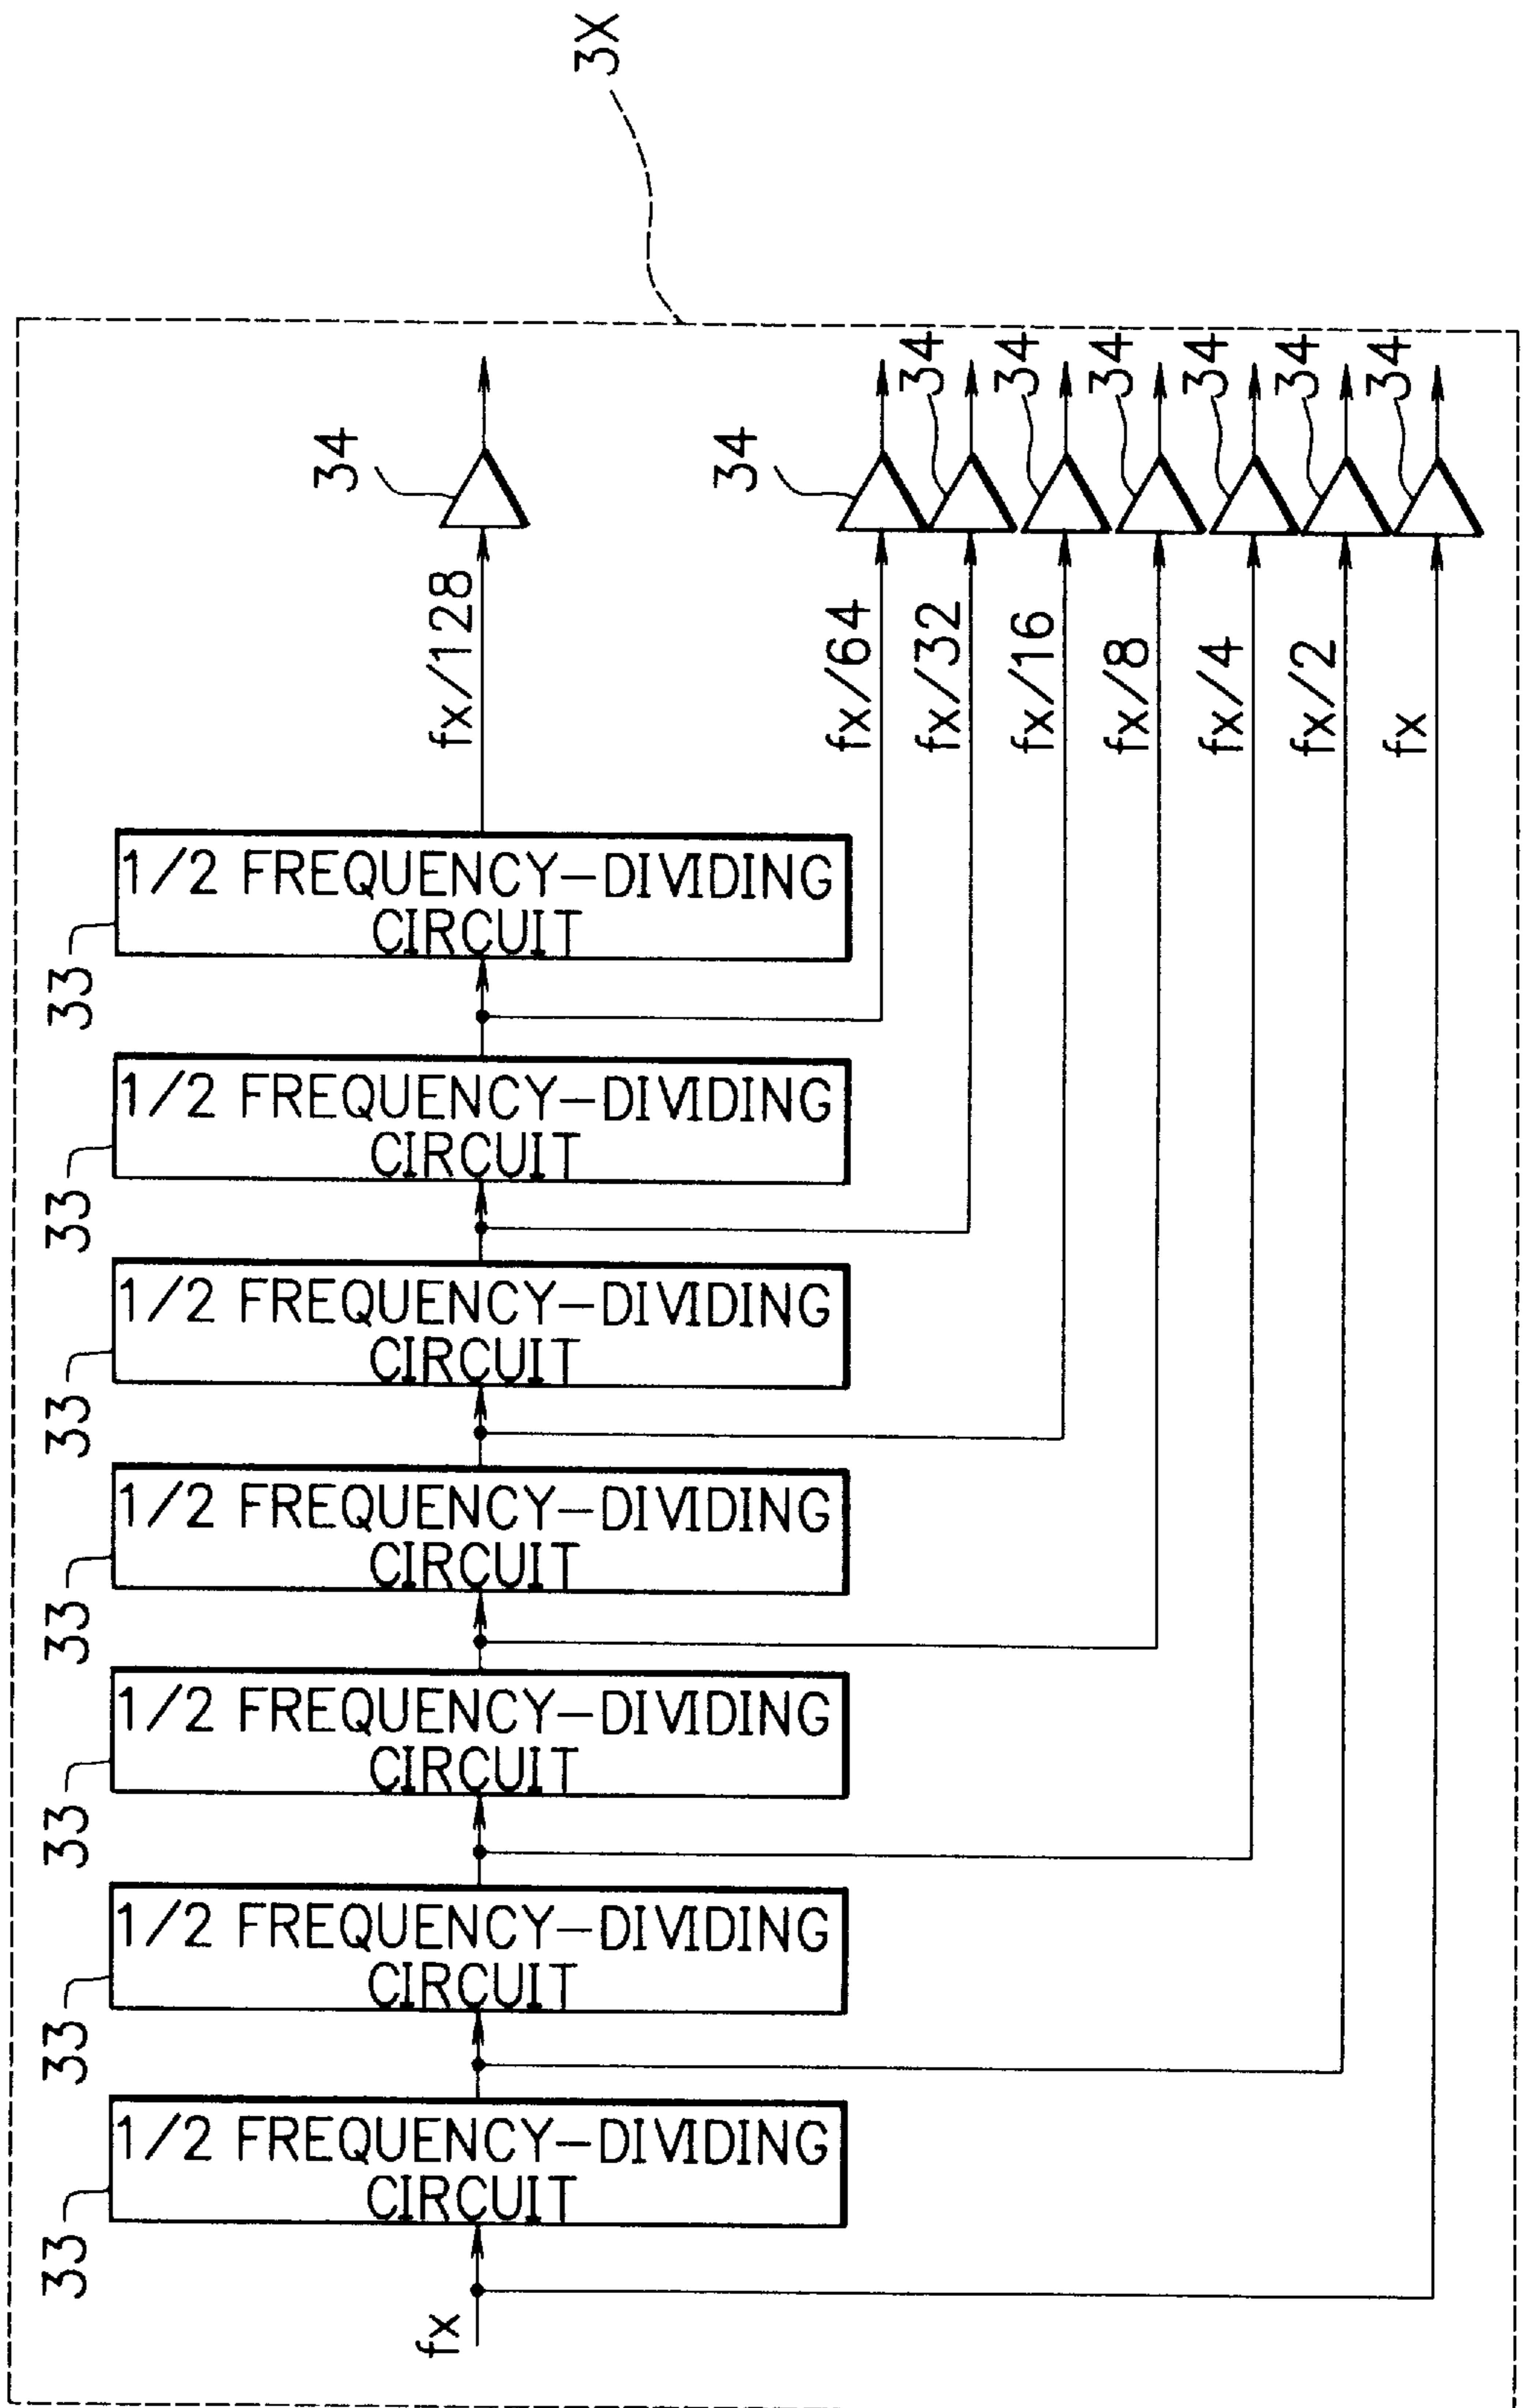 3X
34
fx/128
34
34
34
34
34
34
34
fx/64
fx/32
fx/16
fx/8
fx/4
fx/2
fx
1/2 FREQUENCY-DIVIDING
CIRCUIT
33
1/2 FREQUENCY-DIVIDING
CIRCUIT
33
1/2 FREQUENCY-DIVIDING
CIRCUIT
33
1/2 FREQUENCY-DIVIDING
CIRCUIT
33
1/2 FREQUENCY-DIVIDING
CIRCUIT
33
1/2 FREQUENCY-DIVIDING
CIRCUIT
33
1/2 FREQUENCY-DIVIDING
CIRCUIT
33
fx